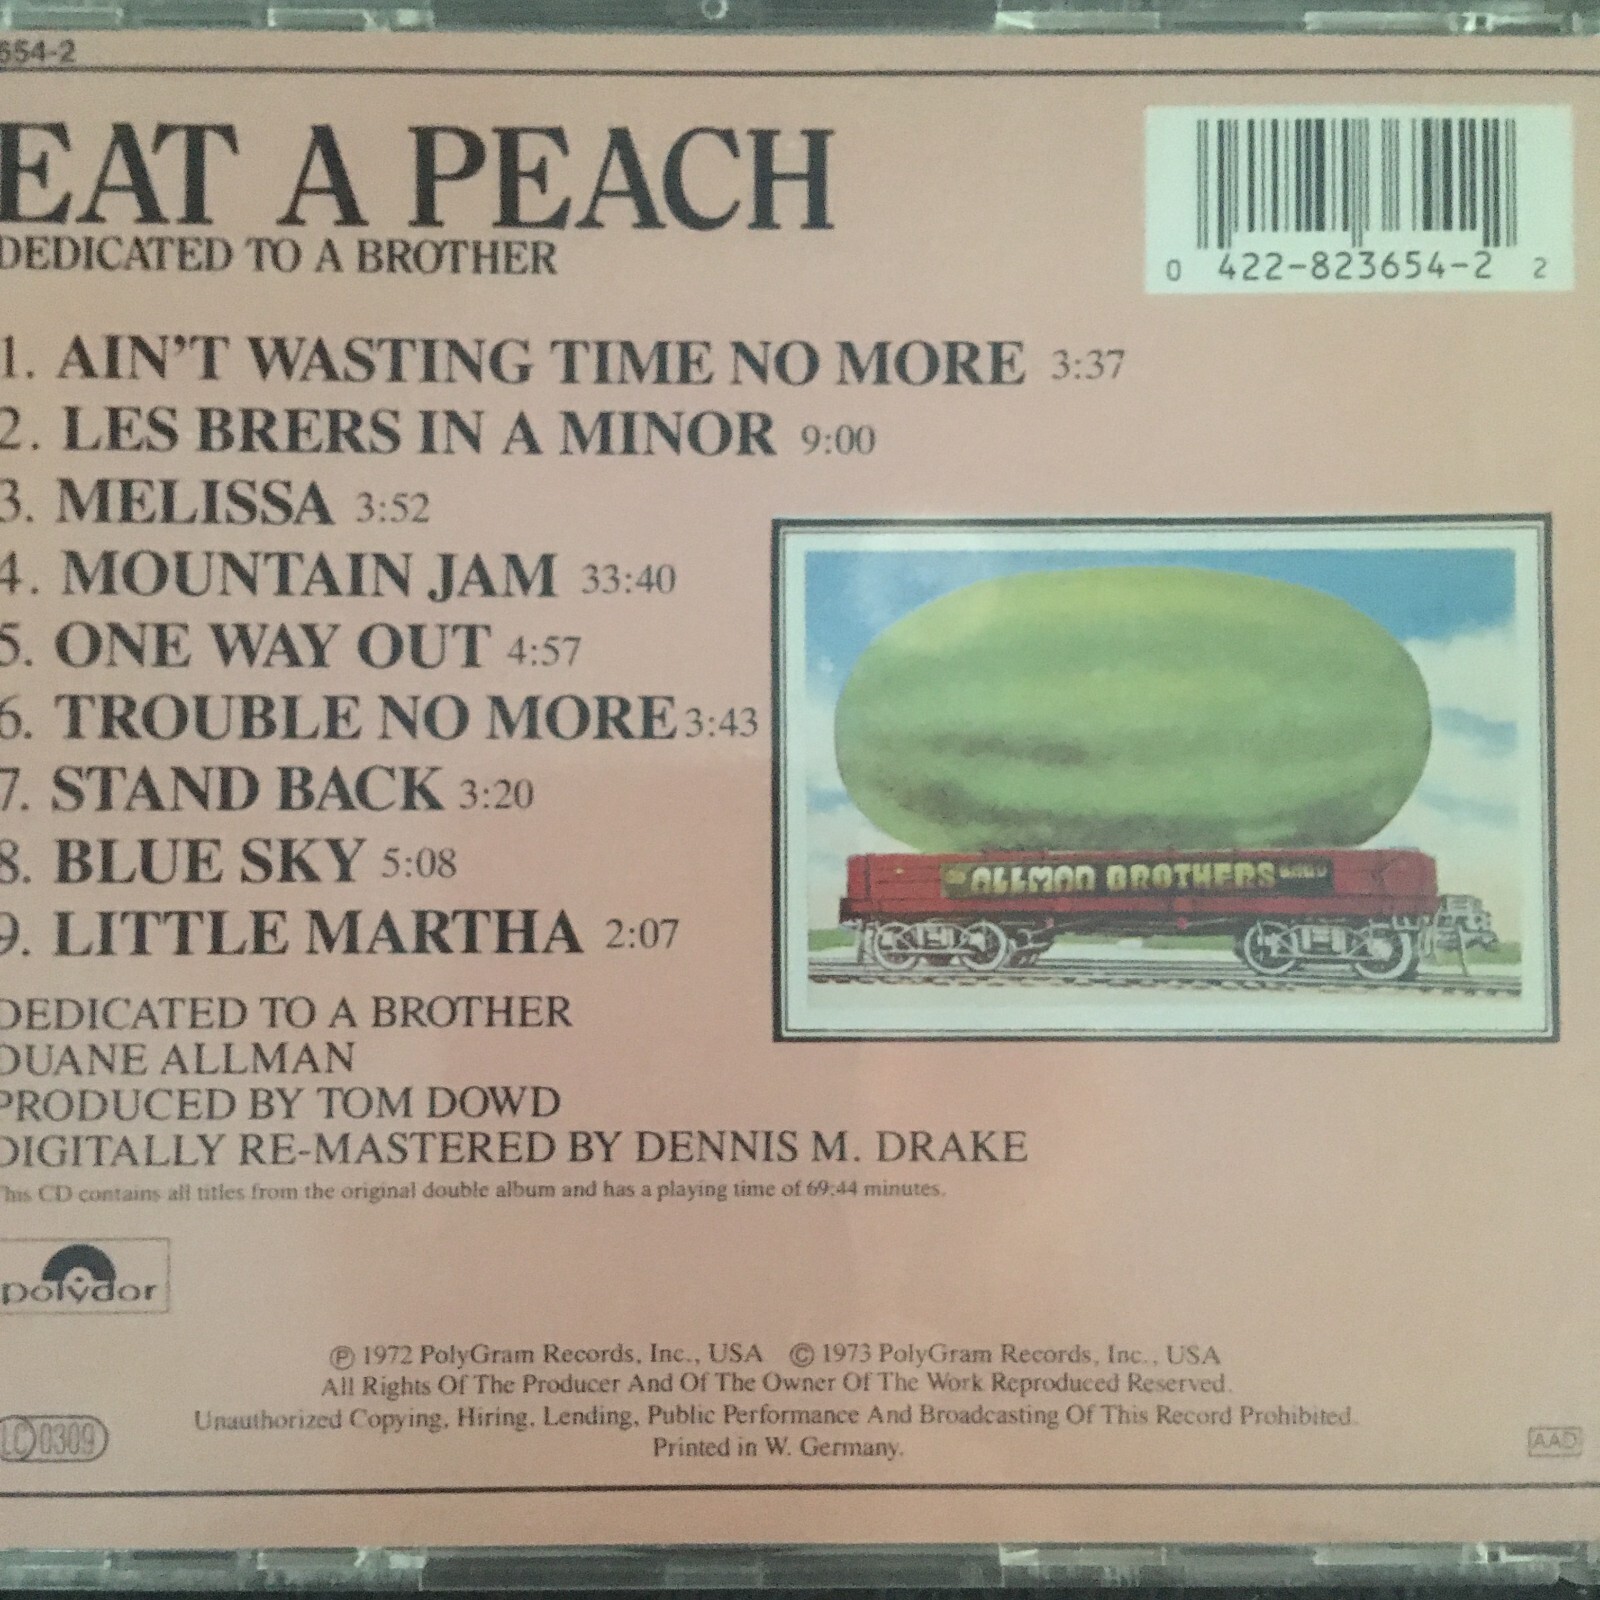 654-2
EAT A PEACH
DEDICATED TO A BROTHER
0 422-823654-2 2
1. AIN'T WASTING TIME NO MORE 3:37
2. LES BRERS IN A MINOR 9:00
3. MELISSA 3:52
4. MOUNTAIN JAM 33:40
5. ONE WAY OUT 4:57
6. TROUBLE NO MORE 3:43
7. STAND BACK 3:20
8. BLUE SKY 5:08
9. LITTLE MARTHA 2:07
ALLMAN BROTHERS BAND
DEDICATED TO A BROTHER
DUANE ALLMAN
PRODUCED BY TOM DOWD
DIGITALLY RE-MASTERED BY DENNIS M. DRAKE
This CD contains all titles from the original double album and has a playing time of 69:44 minutes.
polydor
℗ 1972 PolyGram Records, Inc., USA © 1973 PolyGram Records, Inc., USA
All Rights Of The Producer And Of The Owner Of The Work Reproduced Reserved.
Unauthorized Copying, Hiring, Lending, Public Performance And Broadcasting Of This Record Prohibited.
Printed in W. Germany.
LC 0309
AAD